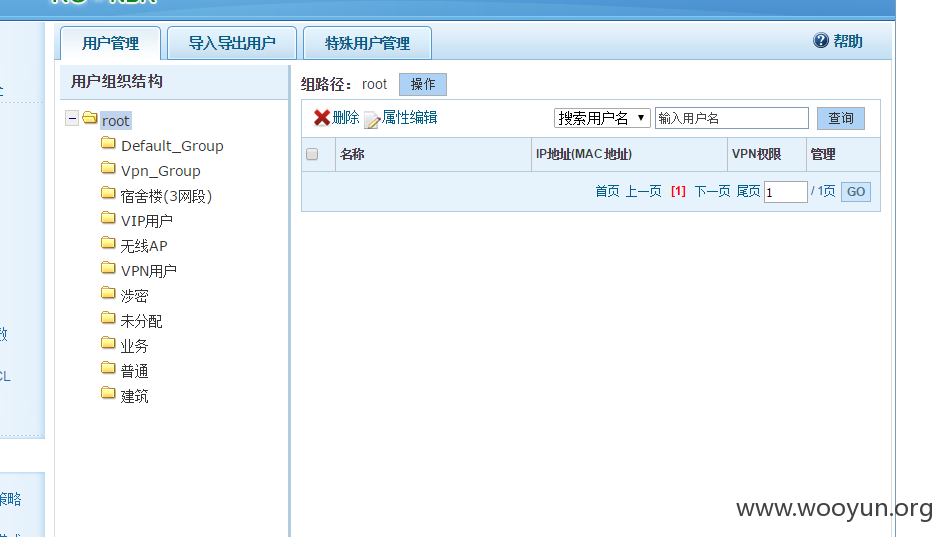 用户管理 导入导出用户 特殊用户管理 帮助
用户组织结构
root
Default_Group
Vpn_Group
宿舍楼(3网段)
VIP用户
无线AP
VPN用户
涉密
未分配
业务
普通
建筑
组路径： root 操作
删除 属性编辑 搜索用户名 输入用户名 查询
名称 IP地址(MAC地址) VPN权限 管理
首页 上一页 [1] 下一页 尾页 1 / 1页 GO
CL
策略
www.wooyun.org